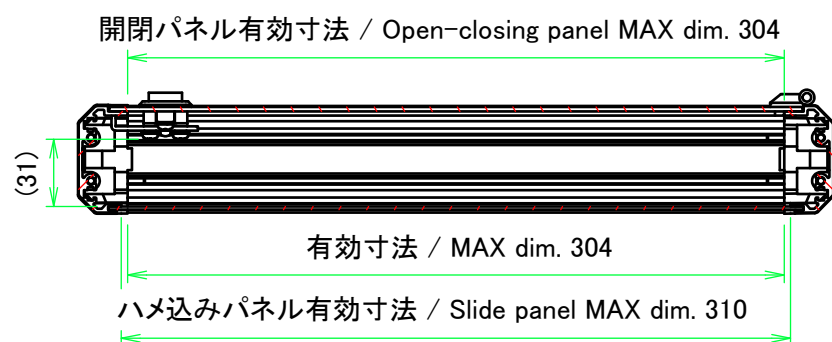 開閉パネル有効寸法 / Open-closing panel MAX dim. 304
(31)
有効寸法 / MAX dim. 304
ハメ込みパネル有効寸法 / Slide panel MAX dim. 310